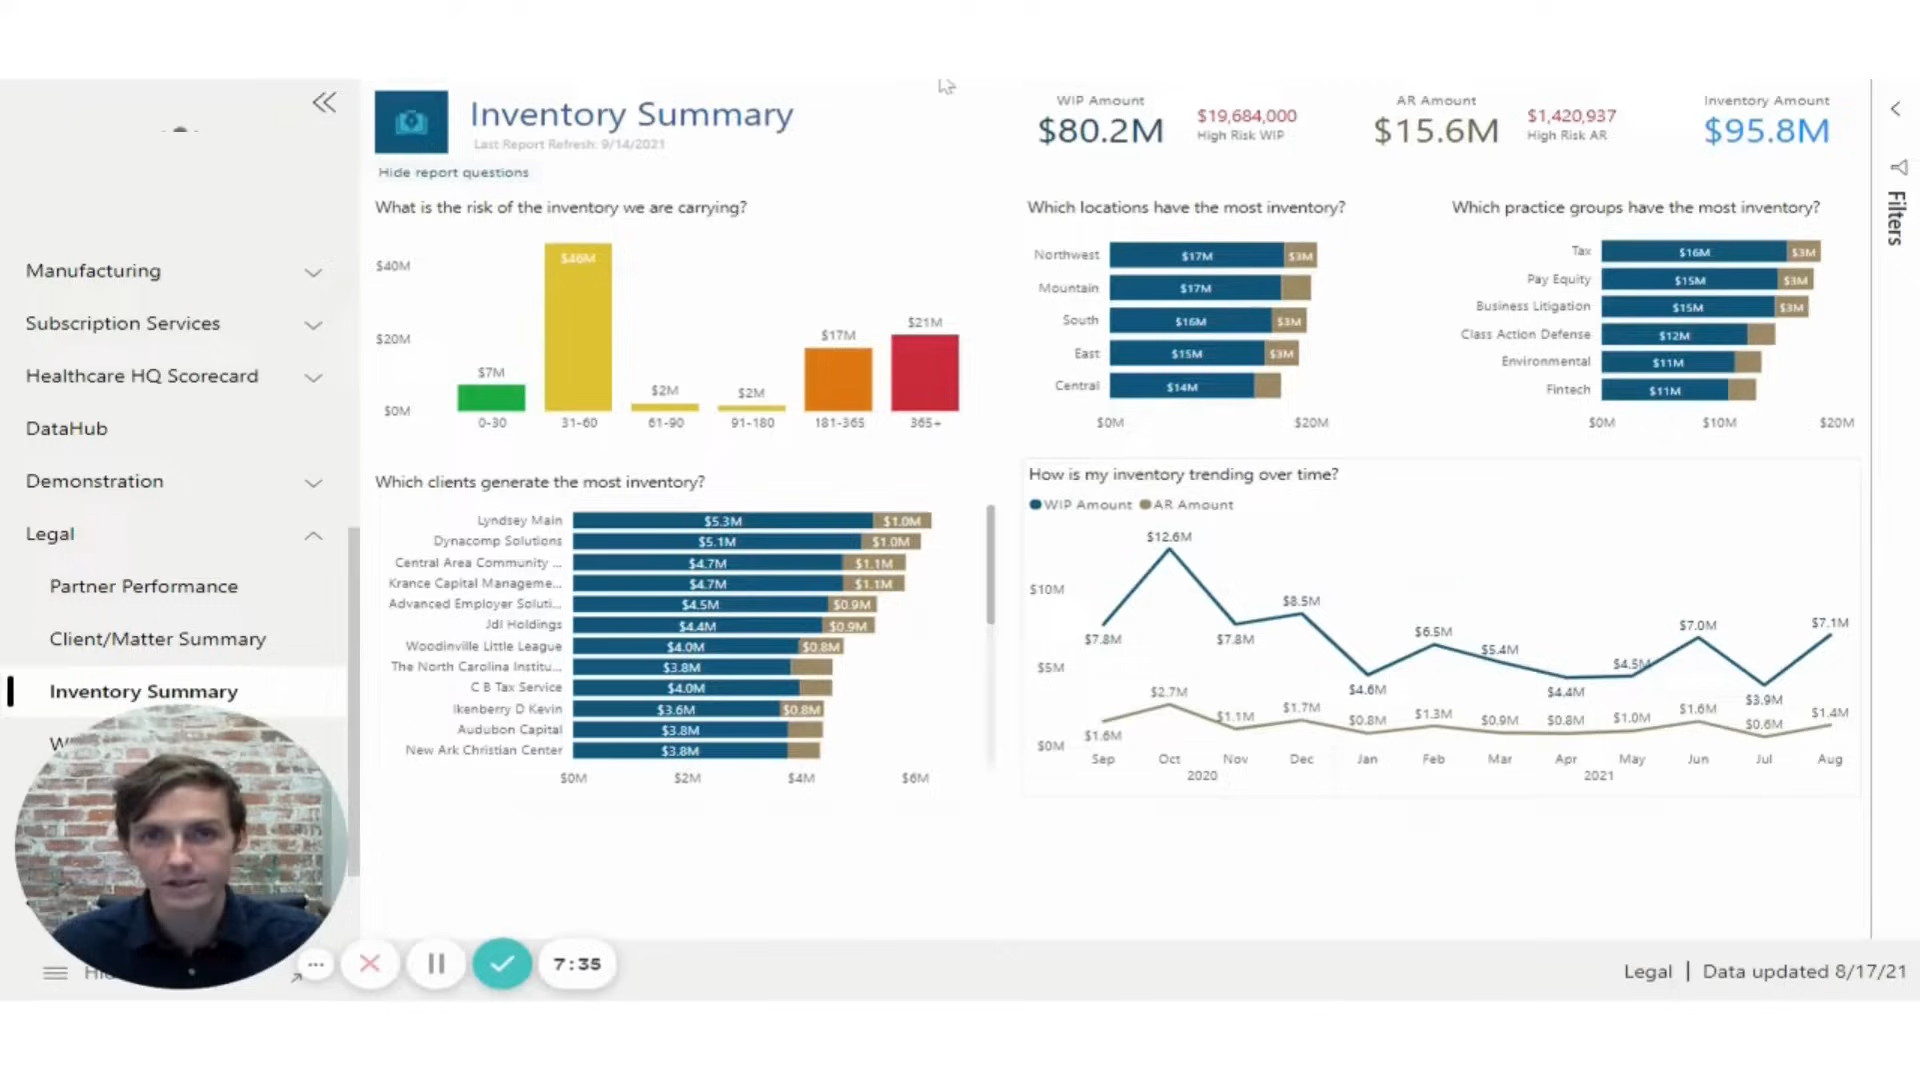 Inventory Summary
Last Report Refresh: 9/14/2021
Hide report questions
WIP Amount
$80.2M
$19,684,000
High Risk WIP
AR Amount
$15.6M
$1,420,937
High Risk AR
Inventory Amount
$95.8M
Filters
Manufacturing
Subscription Services
Healthcare HQ Scorecard
DataHub
Demonstration
Legal
Partner Performance
Client/Matter Summary
Inventory Summary
What is the risk of the inventory we are carrying?
$40M
$20M
$0M
$7M
$46M
$2M
$2M
$17M
$21M
0-30
31-60
61-90
91-180
181-365
365+
Which locations have the most inventory?
Northwest $17M $3M
Mountain $17M
South $16M $3M
East $15M $3M
Central $14M
$0M $20M
Which practice groups have the most inventory?
Tax $16M $3M
Pay Equity $15M $3M
Business Litigation $15M $3M
Class Action Defense $12M
Environmental $11M
Fintech $11M
$0M $10M $20M
Which clients generate the most inventory?
Lyndsey Main $5.3M $1.0M
Dynacomp Solutions $5.1M $1.0M
Central Area Community ... $4.7M $1.1M
Krance Capital Manageme... $4.7M $1.1M
Advanced Employer Soluti... $4.5M $0.9M
Jdl Holdings $4.4M $0.9M
Woodinville Little League $4.0M $0.8M
The North Carolina Institu... $3.8M
C B Tax Service $4.0M
Ikenberry D Kevin $3.6M $0.8M
Audubon Capital $3.8M
New Ark Christian Center $3.8M
$0M $2M $4M $6M
How is my inventory trending over time?
WIP Amount AR Amount
$10M
$5M
$0M
$7.8M $12.6M $7.8M $8.5M $4.6M $6.5M $5.4M $4.4M $4.5M $7.0M $3.9M $7.1M
$1.6M $2.7M $1.1M $1.7M $0.8M $1.3M $0.9M $0.8M $1.0M $1.6M $0.6M $1.4M
Sep Oct Nov Dec Jan Feb Mar Apr May Jun Jul Aug
2020 2021
7:35
Legal | Data updated 8/17/21